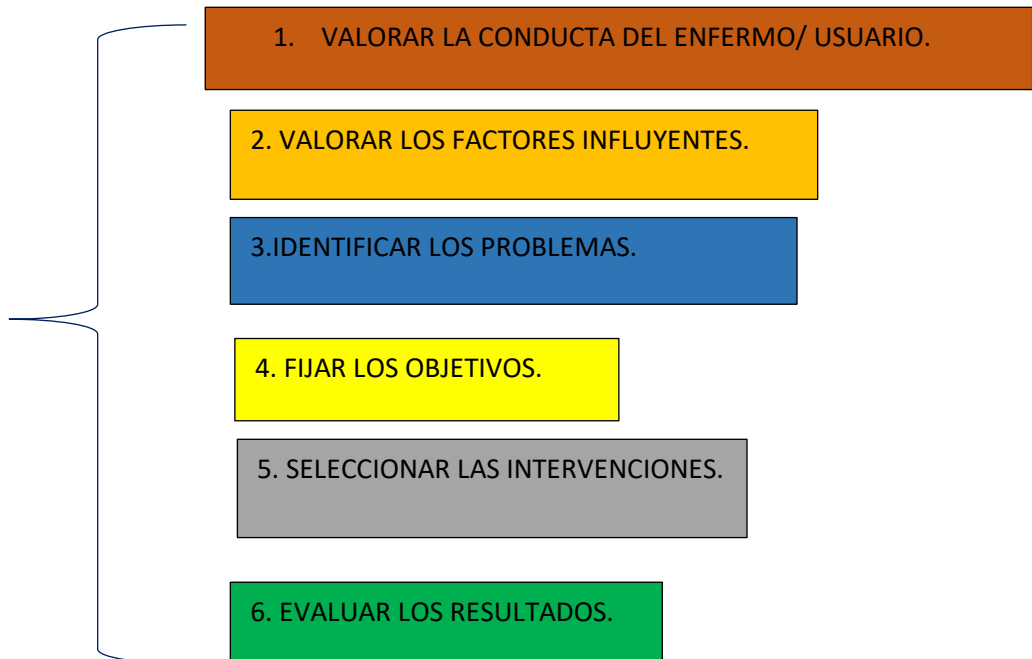 1. VALORAR LA CONDUCTA DEL ENFERMO/ USUARIO.
2. VALORAR LOS FACTORES INFLUYENTES.
3.IDENTIFICAR LOS PROBLEMAS.
4. FIJAR LOS OBJETIVOS.
5. SELECCIONAR LAS INTERVENCIONES.
6. EVALUAR LOS RESULTADOS.